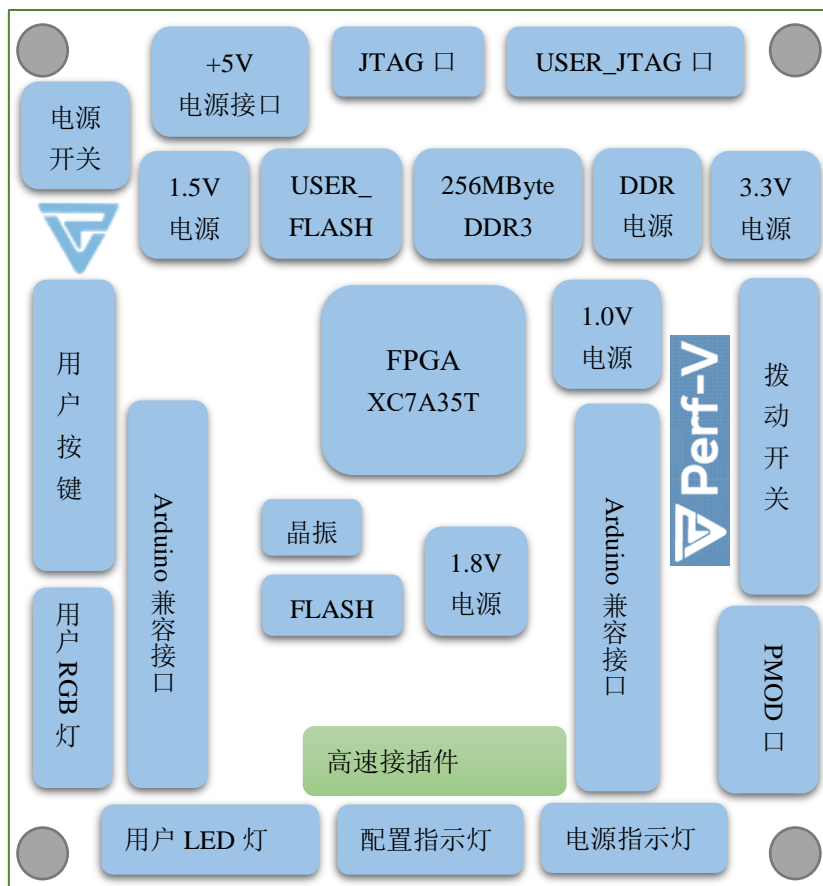 +5V
电源接口
JTAG 口
USER_JTAG 口
电源
开关
1.5V
电源
USER_
FLASH
256MByte
DDR3
DDR
电源
3.3V
电源
用户按键
FPGA
XC7A35T
1.0V
电源
Perf-V
拨动开关
Arduino 兼容接口
晶振
FLASH
1.8V
电源
Arduino 兼容接口
用户 RGB
灯
PMOD 口
高速接插件
用户 LED 灯
配置指示灯
电源指示灯